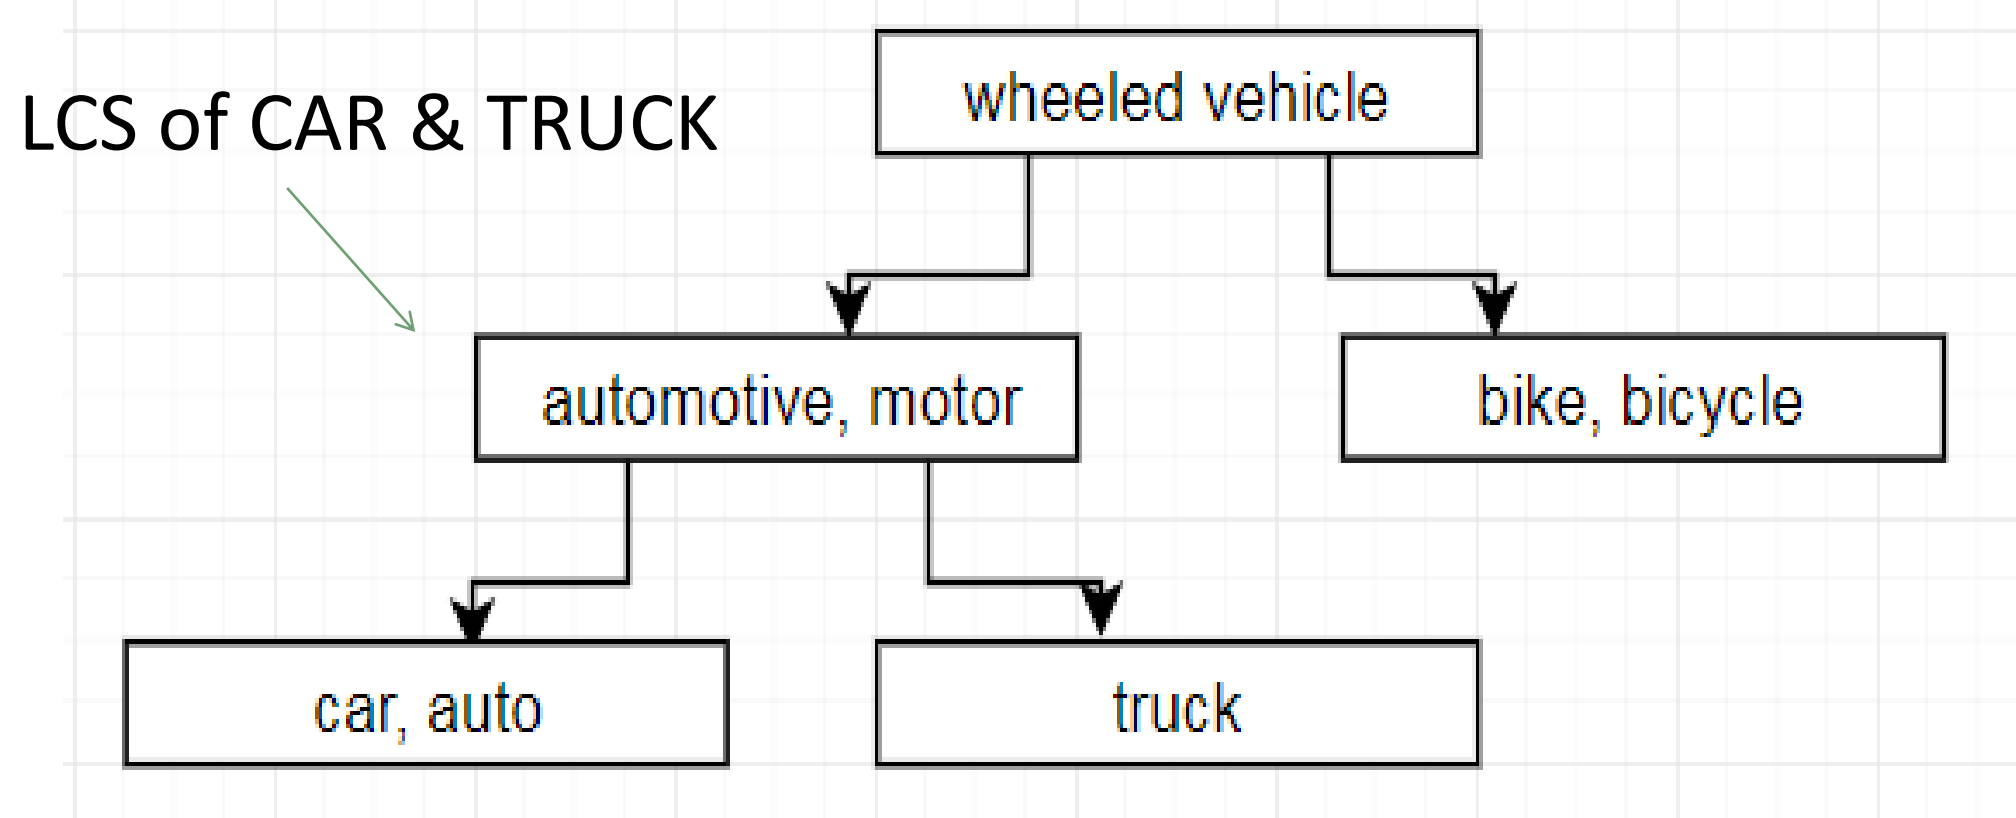 wheeled vehicle
LCS of CAR & TRUCK
automotive, motor
bike, bicycle
car, auto
truck